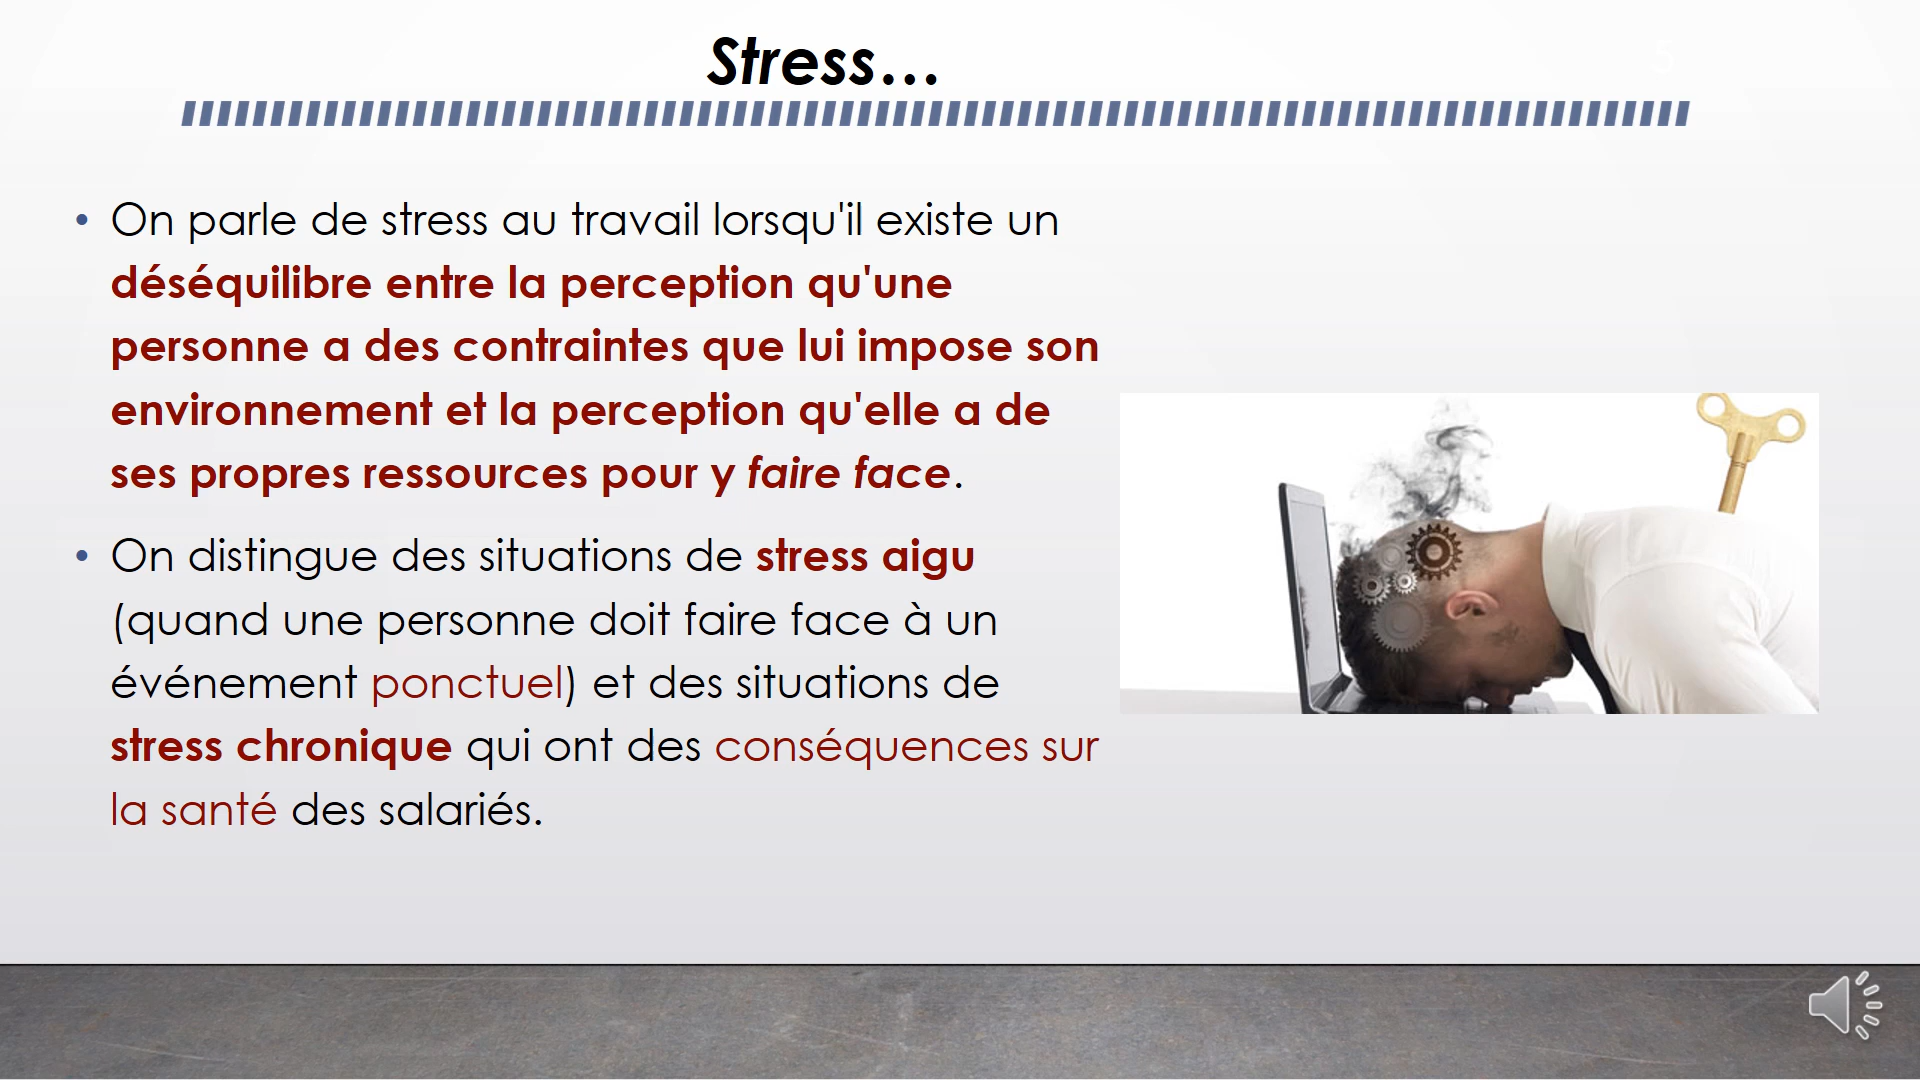 Stress…
5
• On parle de stress au travail lorsqu'il existe un
déséquilibre entre la perception qu'une
personne a des contraintes que lui impose son
environnement et la perception qu'elle a de
ses propres ressources pour y faire face.
• On distingue des situations de stress aigu
(quand une personne doit faire face à un
événement ponctuel) et des situations de
stress chronique qui ont des conséquences sur
la santé des salariés.